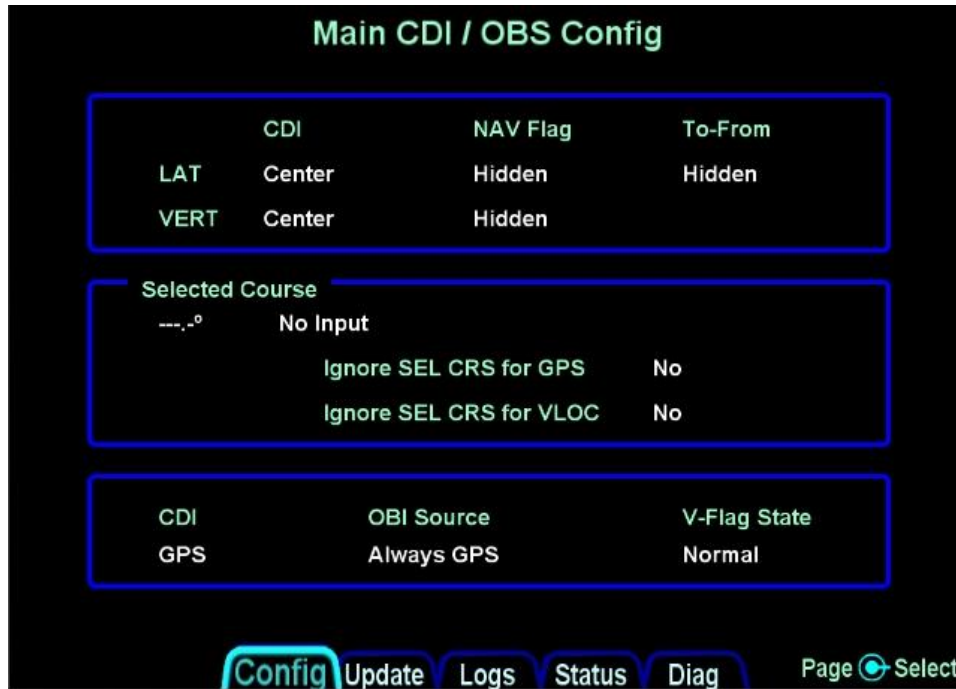 Main CDI / OBS Config
CDI NAV Flag To-From
LAT Center Hidden Hidden
VERT Center Hidden
Selected Course
---.-º No Input
Ignore SEL CRS for GPS No
Ignore SEL CRS for VLOC No
CDI OBI Source V-Flag State
GPS Always GPS Normal
Config Update Logs Status Diag Page Select